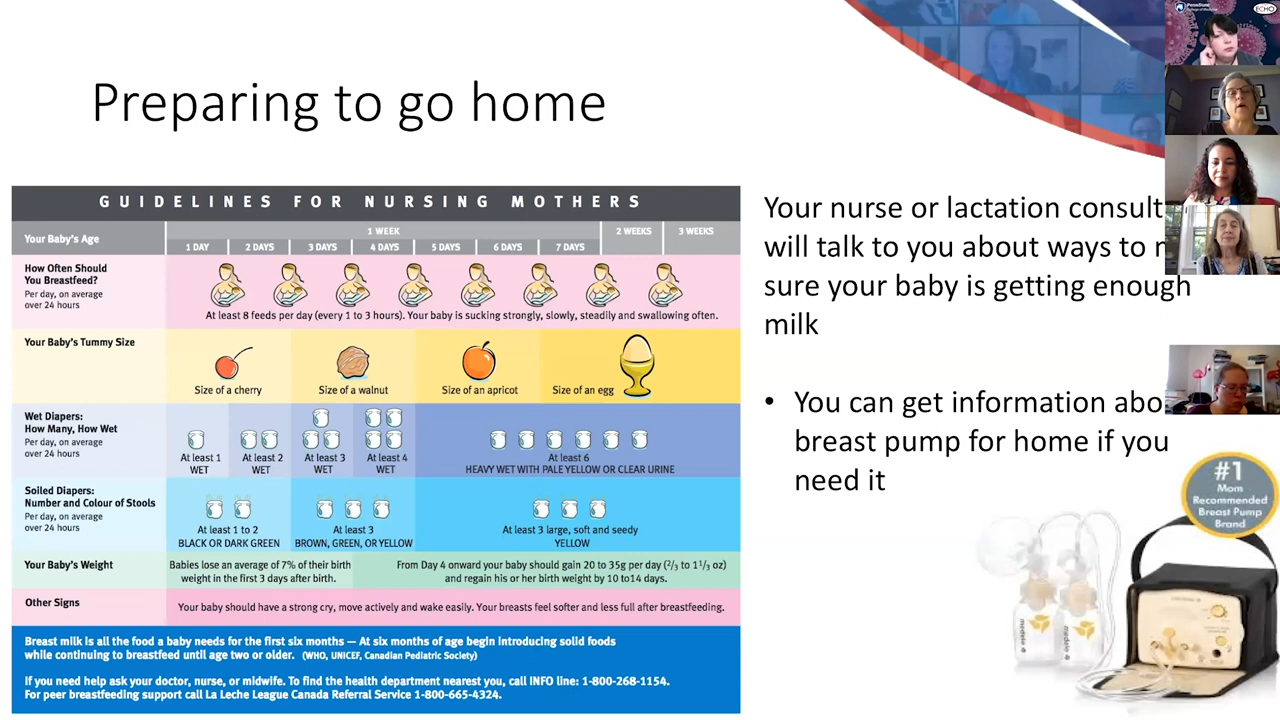 PennState
College of Medicine
ECHO
Preparing to go home
GUIDELINES FOR NURSING MOTHERS
Your Baby's Age
1 WEEK
2 WEEKS
3 WEEKS
1 DAY
2 DAYS
3 DAYS
4 DAYS
5 DAYS
6 DAYS
7 DAYS
How Often Should
You Breastfeed?
Per day, on average
over 24 hours
At least 8 feeds per day (every 1 to 3 hours). Your baby is sucking strongly, slowly, steadily and swallowing often.
Your Baby's Tummy Size
Size of a cherry
Size of a walnut
Size of an apricot
Size of an egg
Wet Diapers:
How Many, How Wet
Per day, on average
over 24 hours
At least 1
WET
At least 2
WET
At least 3
WET
At least 4
WET
At least 6
HEAVY WET WITH PALE YELLOW OR CLEAR URINE
Soiled Diapers:
Number and Colour of Stools
Per day, on average
over 24 hours
At least 1 to 2
BLACK OR DARK GREEN
At least 3
BROWN, GREEN, OR YELLOW
At least 3 large, soft and seedy
YELLOW
Your Baby's Weight
Babies lose an average of 7% of their birth
weight in the first 3 days after birth.
From Day 4 onward your baby should gain 20 to 35g per day (2/3 to 1 1/3 oz)
and regain his or her birth weight by 10 to14 days.
Other Signs
Your baby should have a strong cry, move actively and wake easily. Your breasts feel softer and less full after breastfeeding.
Breast milk is all the food a baby needs for the first six months — At six months of age begin introducing solid foods
while continuing to breastfeed until age two or older. (WHO, UNICEF, Canadian Pediatric Society)
If you need help ask your doctor, nurse, or midwife. To find the health department nearest you, call INFO line: 1-800-268-1154.
For peer breastfeeding support call La Leche League Canada Referral Service 1-800-665-4324.
Your nurse or lactation consult
will talk to you about ways to
sure your baby is getting enough
milk
• You can get information abo
breast pump for home if you
need it
#1
Mom
Recommended
Breast Pump
Brand
medela
medela